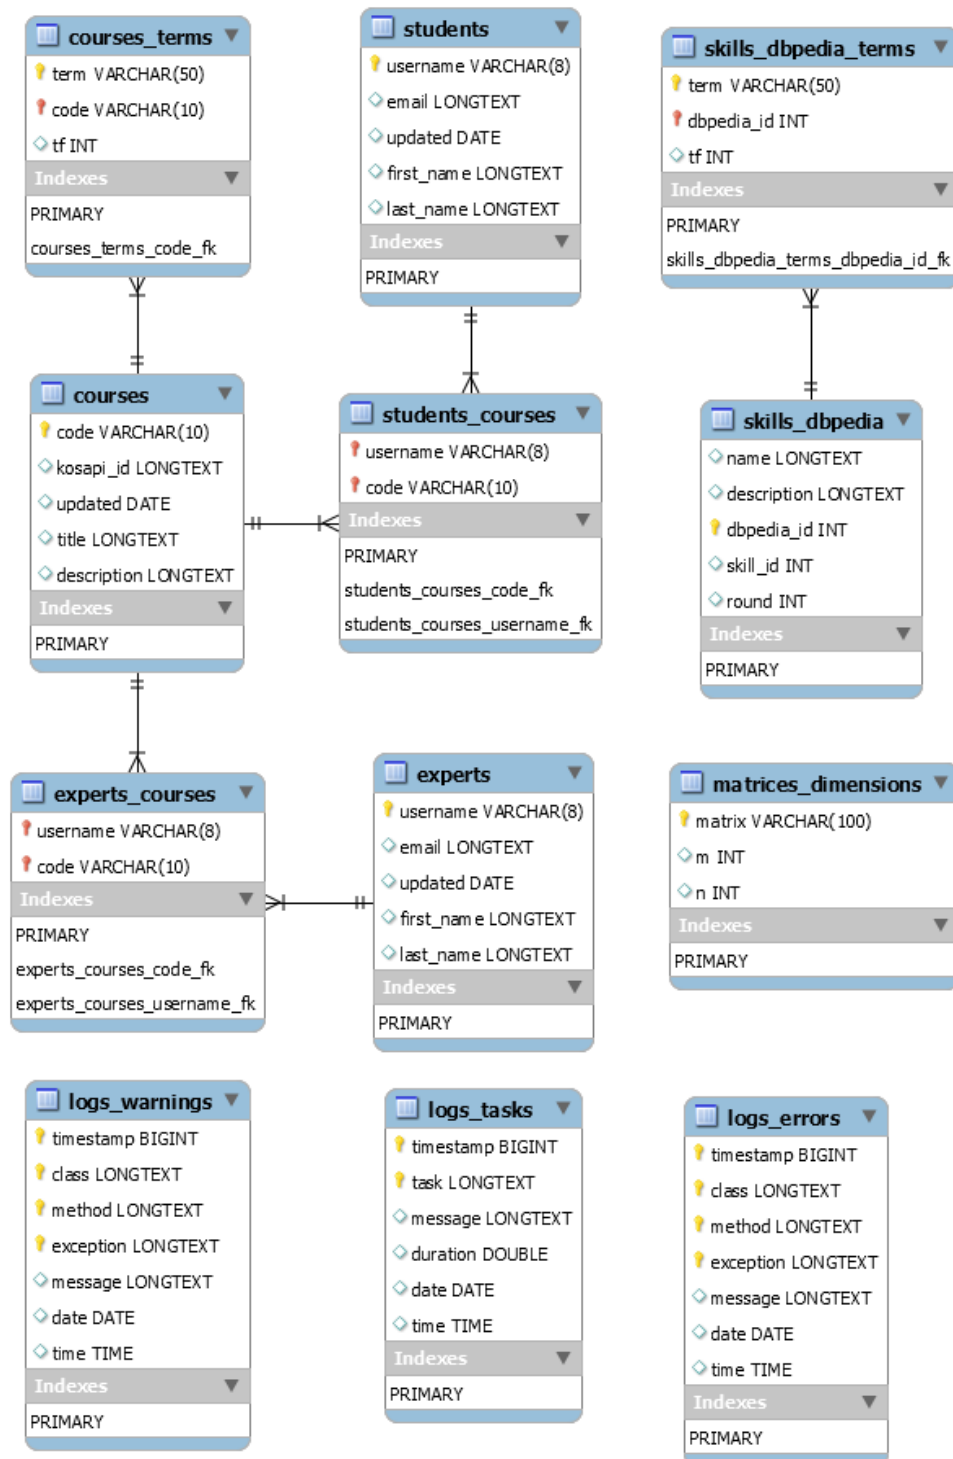 courses_terms
term VARCHAR(50)
code VARCHAR(10)
tf INT
Indexes
PRIMARY
courses_terms_code_fk
students
username VARCHAR(8)
email LONGTEXT
updated DATE
first_name LONGTEXT
last_name LONGTEXT
Indexes
PRIMARY
skills_dbpedia_terms
term VARCHAR(50)
dbpedia_id INT
tf INT
Indexes
PRIMARY
skills_dbpedia_terms_dbpedia_id_fk
courses
code VARCHAR(10)
kosapi_id LONGTEXT
updated DATE
title LONGTEXT
description LONGTEXT
Indexes
PRIMARY
students_courses
username VARCHAR(8)
code VARCHAR(10)
Indexes
PRIMARY
students_courses_code_fk
students_courses_username_fk
skills_dbpedia
name LONGTEXT
description LONGTEXT
dbpedia_id INT
skill_id INT
round INT
Indexes
PRIMARY
experts_courses
username VARCHAR(8)
code VARCHAR(10)
Indexes
PRIMARY
experts_courses_code_fk
experts_courses_username_fk
experts
username VARCHAR(8)
email LONGTEXT
updated DATE
first_name LONGTEXT
last_name LONGTEXT
Indexes
PRIMARY
matrices_dimensions
matrix VARCHAR(100)
m INT
n INT
Indexes
PRIMARY
logs_warnings
timestamp BIGINT
class LONGTEXT
method LONGTEXT
exception LONGTEXT
message LONGTEXT
date DATE
time TIME
Indexes
PRIMARY
logs_tasks
timestamp BIGINT
task LONGTEXT
message LONGTEXT
duration DOUBLE
date DATE
time TIME
Indexes
PRIMARY
logs_errors
timestamp BIGINT
class LONGTEXT
method LONGTEXT
exception LONGTEXT
message LONGTEXT
date DATE
time TIME
Indexes
PRIMARY